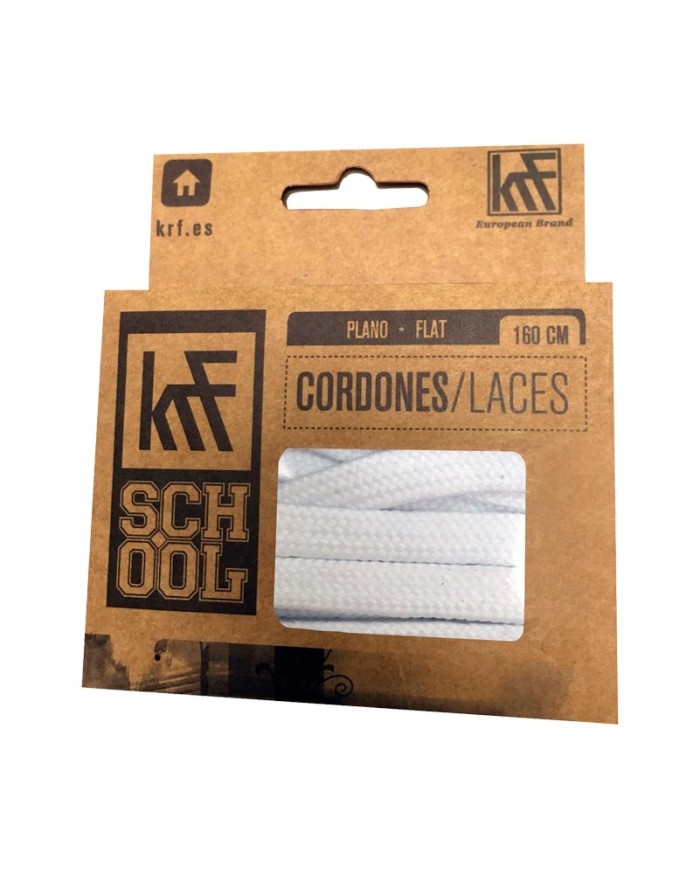 krf
European Brand
krf.es
PLANO - FLAT
160 CM
CORDONES/LACES
krf
SCH
OOL